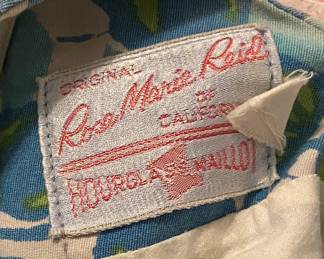 ORIGINAL
Rose Marie Reid
OF
CALIFORNIA
HOURGLASS MAILLOT